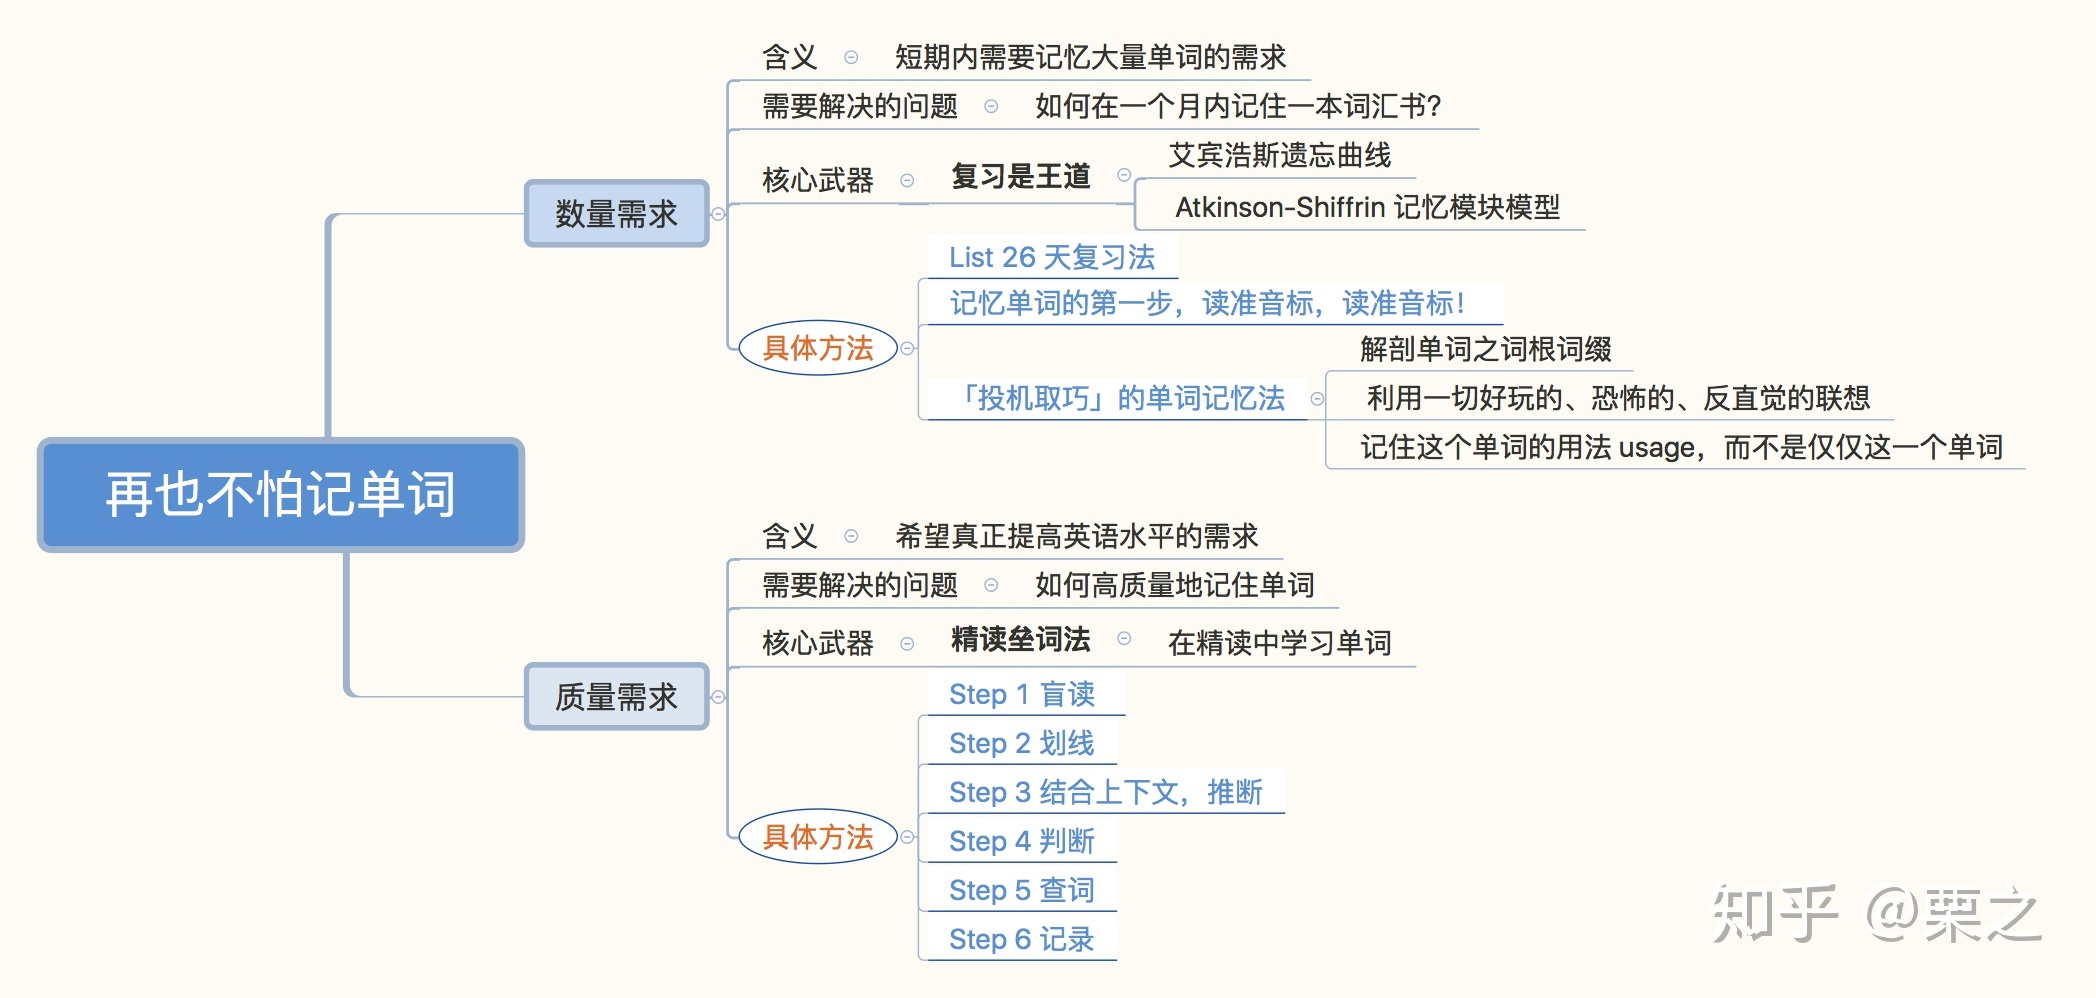 再也不怕记单词
数量需求
含义
短期内需要记忆大量单词的需求
需要解决的问题
如何在一个月内记住一本词汇书?
核心武器
复习是王道
艾宾浩斯遗忘曲线
Atkinson-Shiffrin 记忆模块模型
具体方法
List 26 天复习法
记忆单词的第一步，读准音标，读准音标！
「投机取巧」的单词记忆法
解剖单词之词根词缀
利用一切好玩的、恐怖的、反直觉的联想
记住这个单词的用法 usage，而不是仅仅这一个单词
质量需求
含义
希望真正提高英语水平的需求
需要解决的问题
如何高质量地记住单词
核心武器
精读垒词法
在精读中学习单词
具体方法
Step 1 盲读
Step 2 划线
Step 3 结合上下文，推断
Step 4 判断
Step 5 查词
Step 6 记录
知乎 @栗之